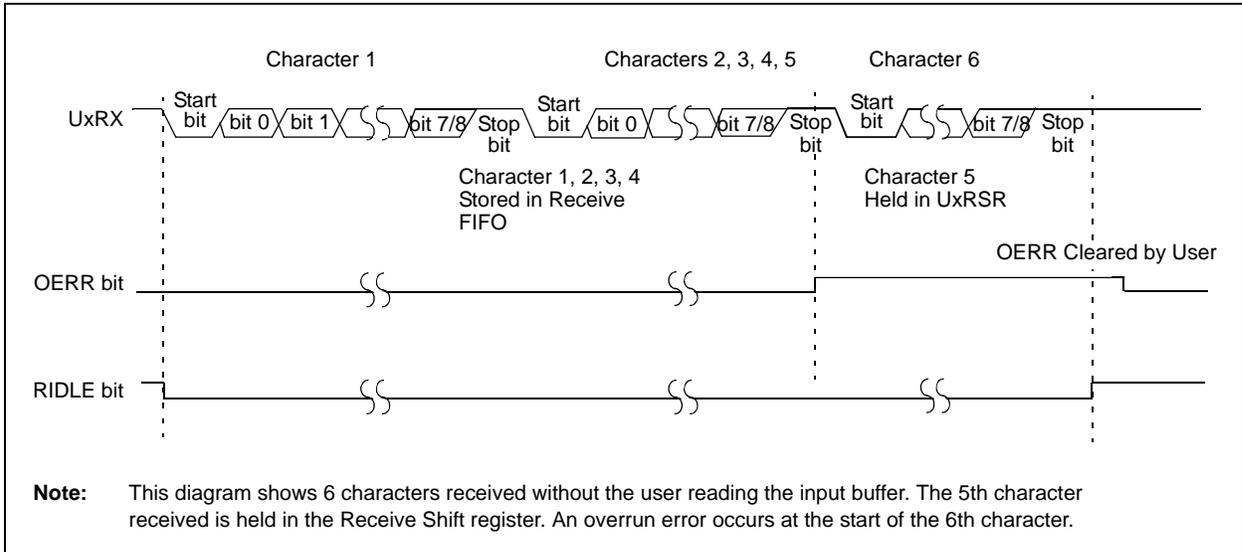 Character 1
Characters 2, 3, 4, 5
Character 6
UxRX
Start
bit
bit 0
bit 1
bit 7/8
Stop
bit
Start
bit
bit 0
bit 7/8
Stop
bit
Start
bit
bit 7/8
Stop
bit
Character 1, 2, 3, 4
Stored in Receive
FIFO
Character 5
Held in UxRSR
OERR Cleared by User
OERR bit
RIDLE bit
Note: This diagram shows 6 characters received without the user reading the input buffer. The 5th character
received is held in the Receive Shift register. An overrun error occurs at the start of the 6th character.